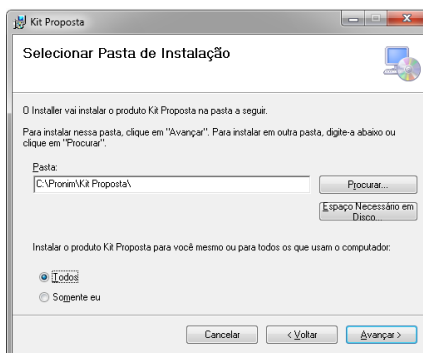 Kit Proposta
Selecionar Pasta de Instalação
O Installer vai instalar o produto Kit Proposta na pasta a seguir.
Para instalar nessa pasta, clique em "Avançar". Para instalar em outra pasta, digite-a abaixo ou
clique em "Procurar".
Pasta:
C:\Pronim\Kit Proposta\
Procurar...
Espaço Necessário em
Disco...
Instalar o produto Kit Proposta para você mesmo ou para todos os que usam o computador:
Todos
Somente eu
Cancelar
< Voltar
Avançar >